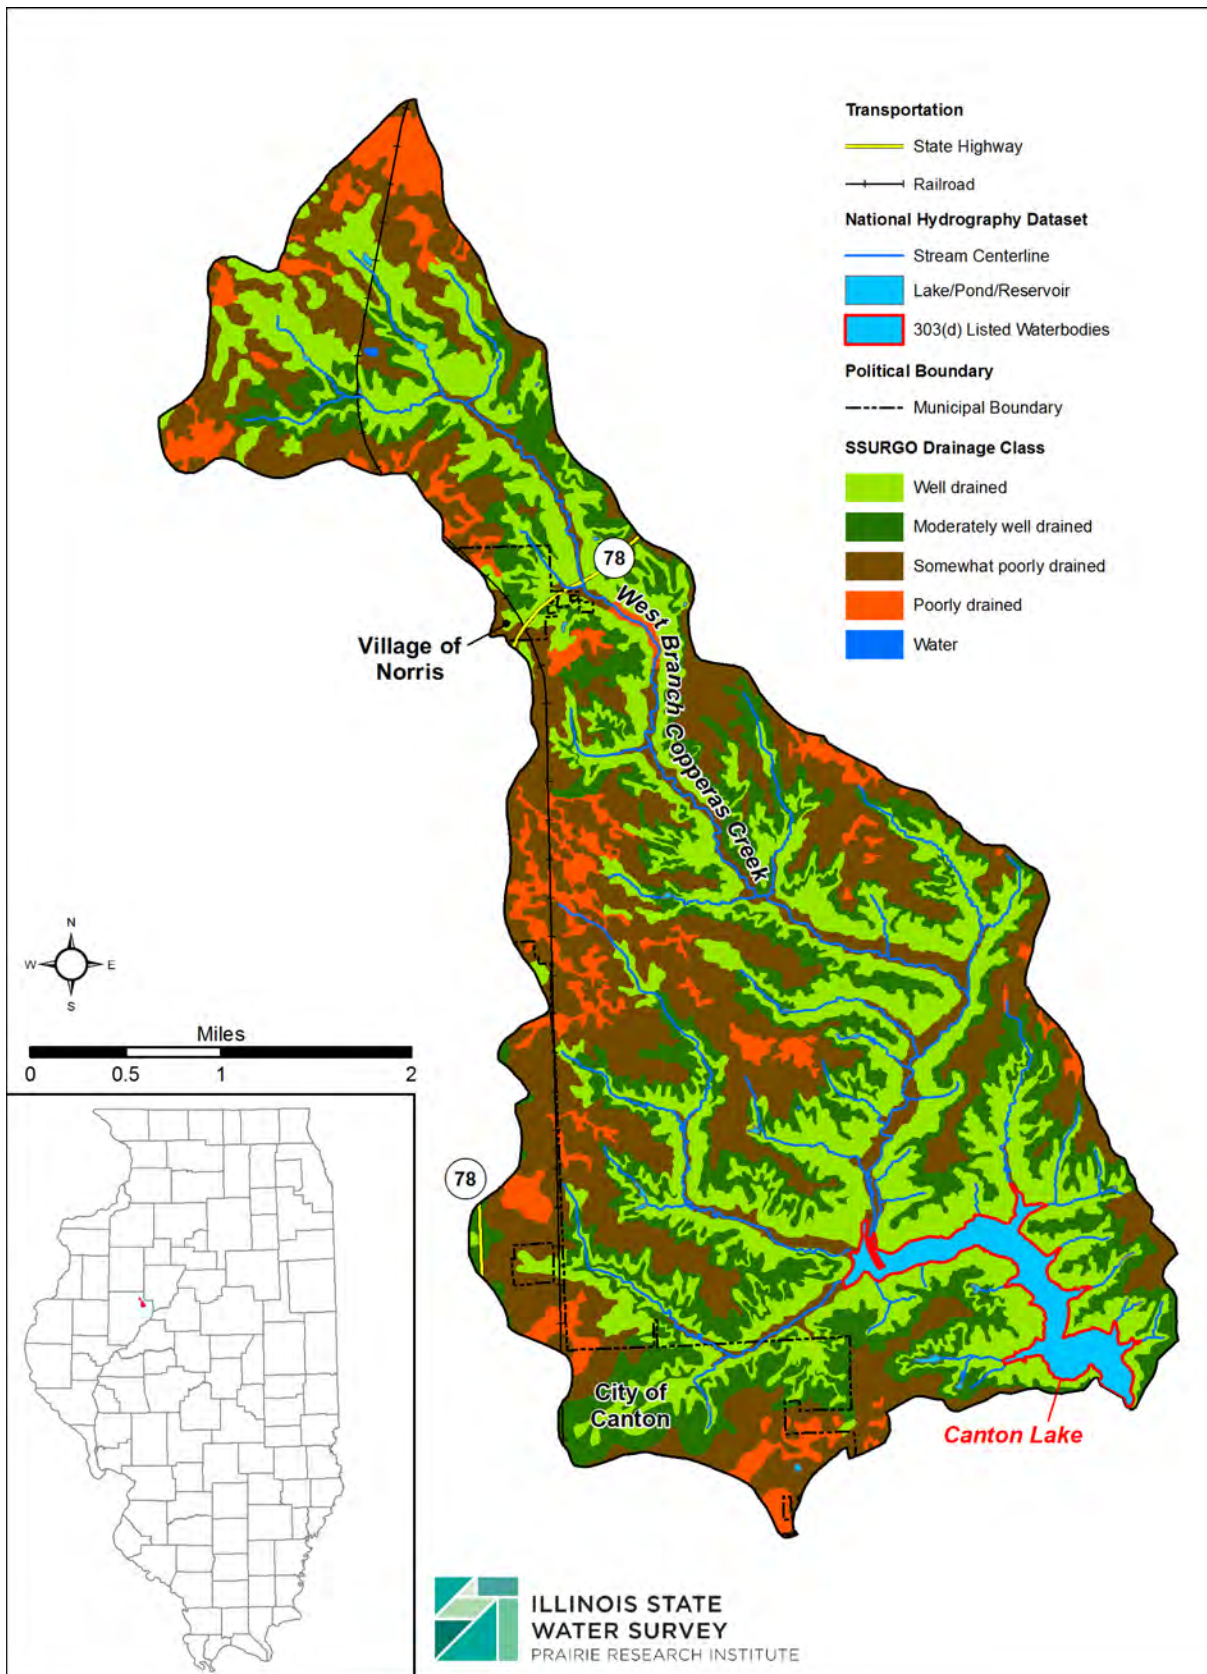 Transportation
State Highway
Railroad
National Hydrography Dataset
Stream Centerline
Lake/Pond/Reservoir
303(d) Listed Waterbodies
Political Boundary
Municipal Boundary
SSURGO Drainage Class
Well drained
Moderately well drained
Somewhat poorly drained
Poorly drained
Water
78
West Branch Copperas Creek
Village of
Norris
N
W E
S
Miles
0 0.5 1 2
78
City of
Canton
Canton Lake
ILLINOIS STATE
WATER SURVEY
PRAIRIE RESEARCH INSTITUTE